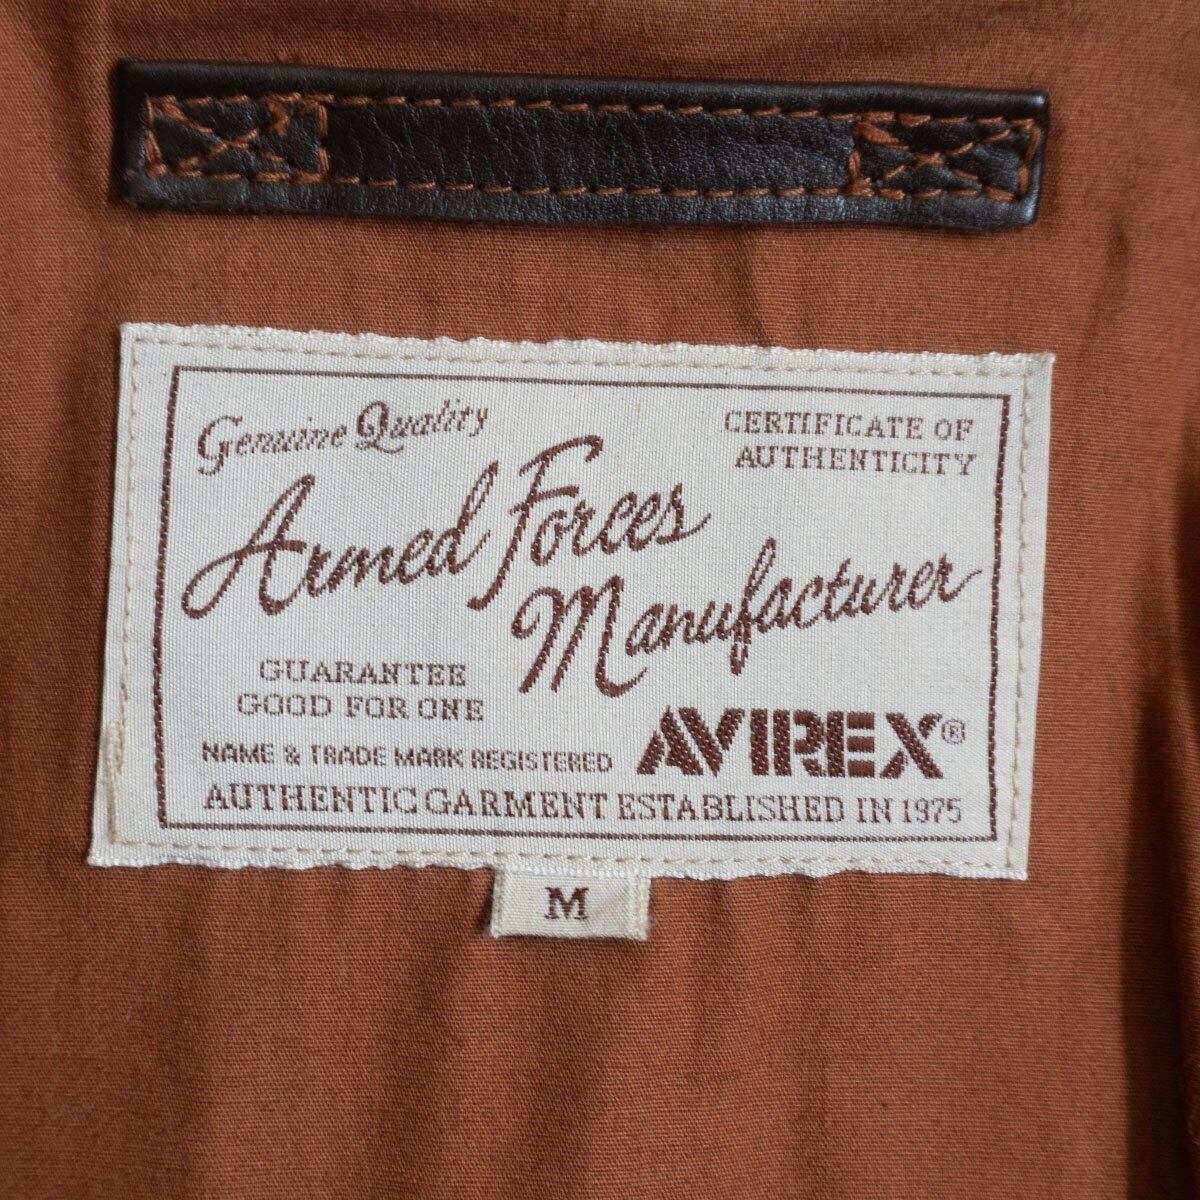 Genuine Quality
CERTIFICATE OF
AUTHENTICITY
Armed Forces
Manufacturer
GUARANTEE
GOOD FOR ONE
NAME & TRADE MARK REGISTERED
AVIREX®
AUTHENTIC GARMENT ESTABLISHED IN 1975
M